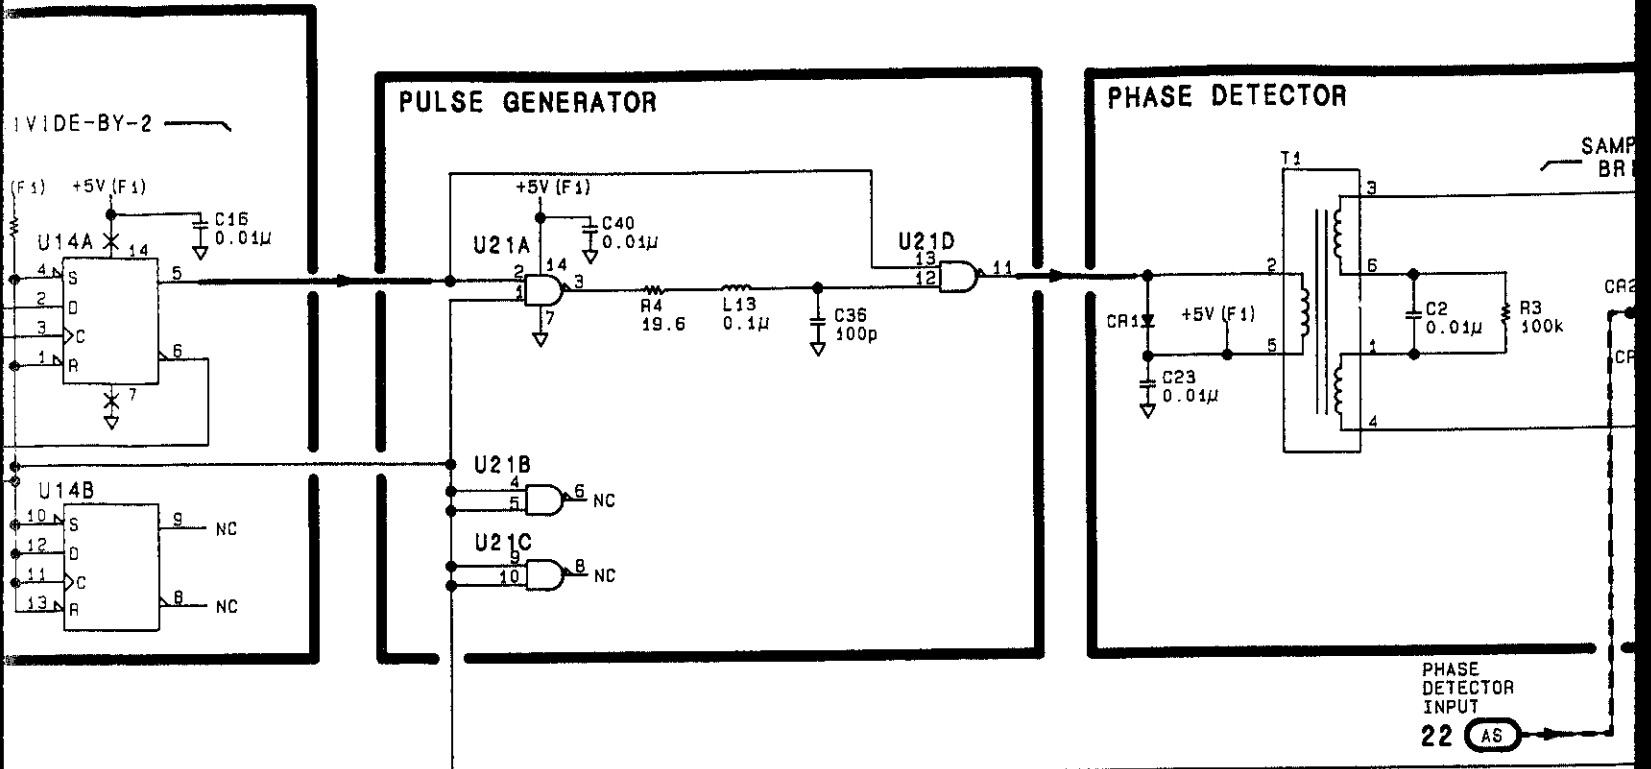 PULSE GENERATOR
PHASE DETECTOR
IVIDE-BY-2
SAMP
BR
(F1) +5V(F1)
C16
0.01µ
U14A
14
4 S
5
2 D
3 C
1 R
6
7
U14B
10 S
9 NC
12 D
11 C
13 R
8 NC
+5V(F1)
C40
0.01µ
U21A
14
2
1
3
7
R4
19.6
L13
0.1µ
C36
100p
U21D
13
12
11
U21B
4
5
6 NC
U21C
9
10
8 NC
T1
3
2
6
CR1
+5V(F1)
5
1
C2
0.01µ
R3
100k
CR2
C23
0.01µ
4
PHASE
DETECTOR
INPUT
22 AS